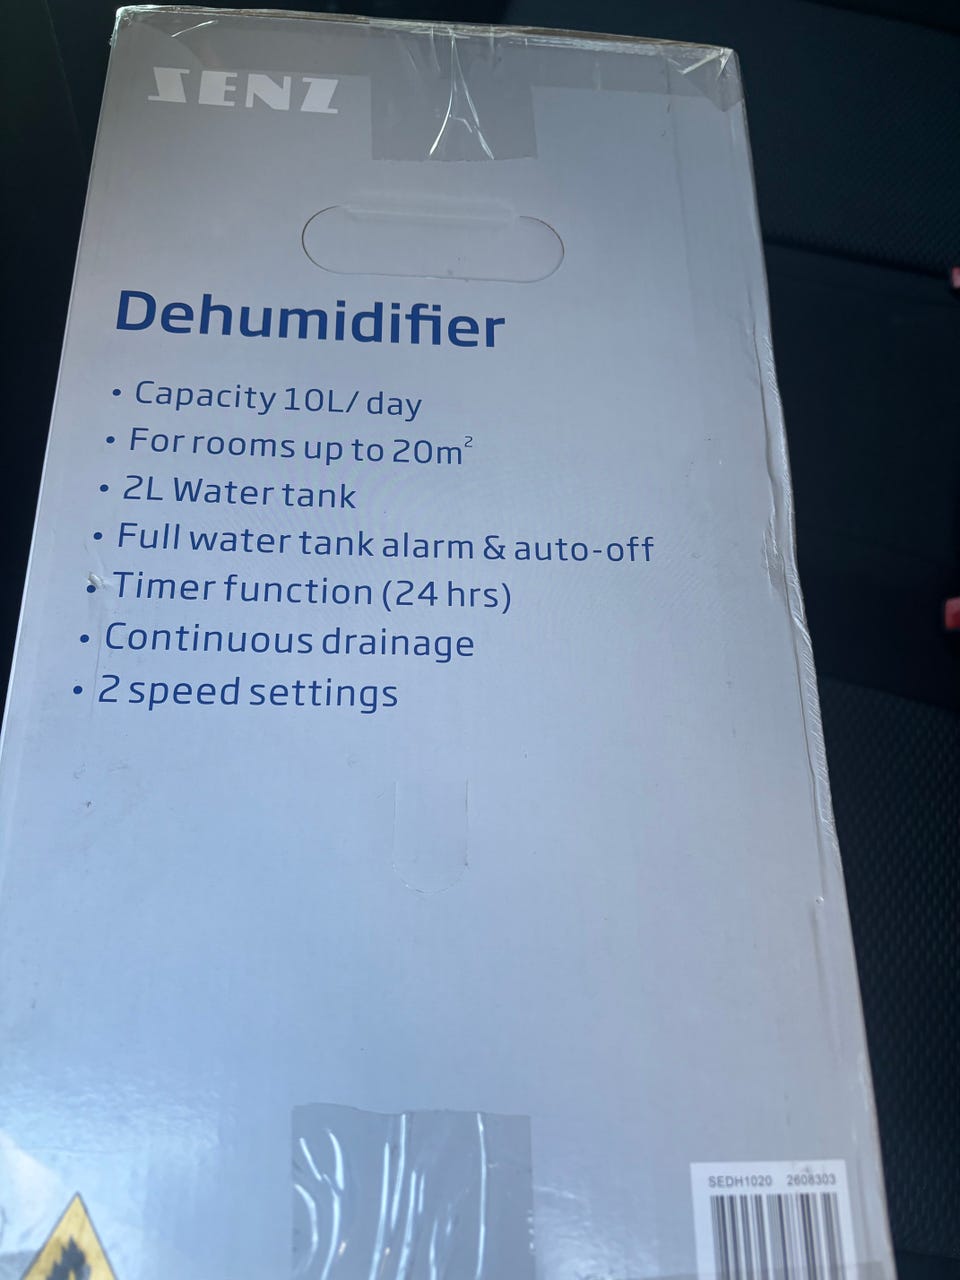 SENZ
Dehumidifier
• Capacity 10L/ day
• For rooms up to 20m²
• 2L Water tank
• Full water tank alarm & auto-off
• Timer function (24 hrs)
• Continuous drainage
• 2 speed settings
SEDH1020 2608303